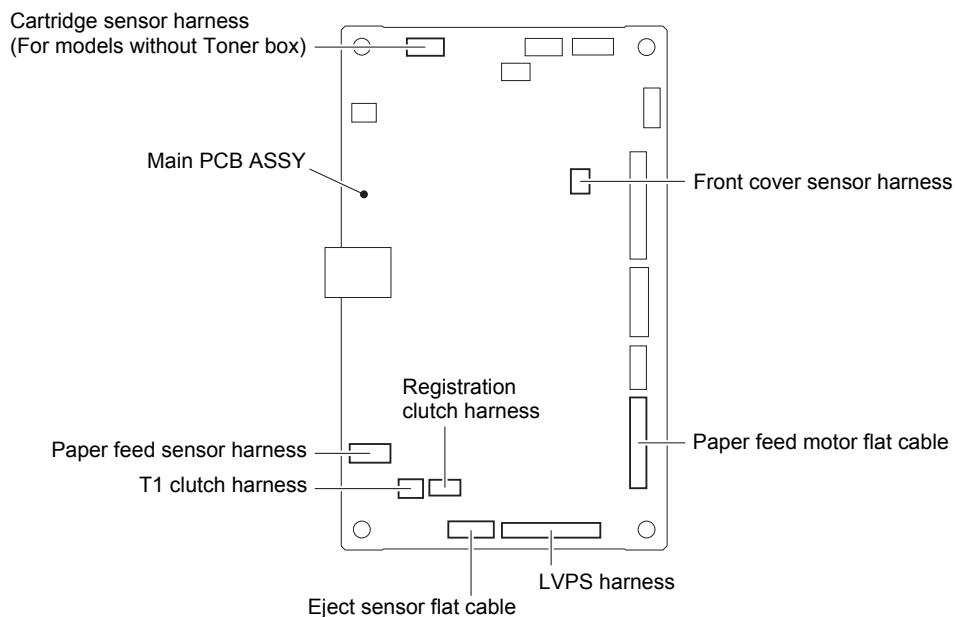 Cartridge sensor harness
(For models without Toner box)
Main PCB ASSY
Front cover sensor harness
Registration
clutch harness
Paper feed sensor harness
Paper feed motor flat cable
T1 clutch harness
LVPS harness
Eject sensor flat cable